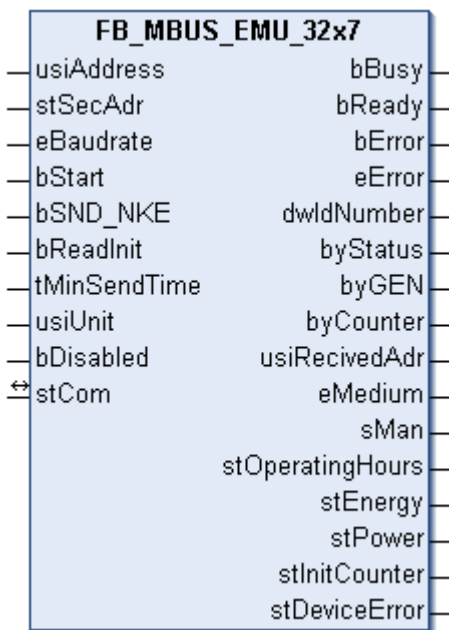 FB_MBUS_EMU_32x7
usiAddress bBusy
stSecAdr bReady
eBaudrate bError
bStart eError
bSND_NKE dwIdNumber
bReadInit byStatus
tMinSendTime byGEN
usiUnit byCounter
bDisabled usiRecivedAdr
stCom eMedium
sMan
stOperatingHours
stEnergy
stPower
stInitCounter
stDeviceError